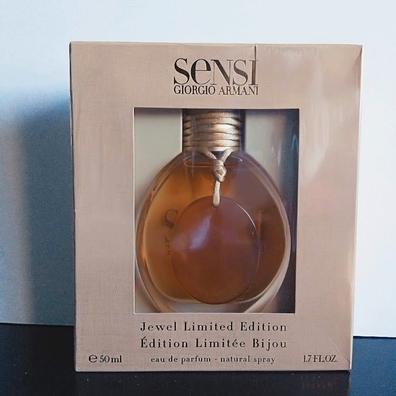 SeNSI
GIORGIO ARMANI
Jewel Limited Edition
Édition Limitée Bijou
℮ 50 ml eau de parfum - natural spray 1.7 FL.OZ.